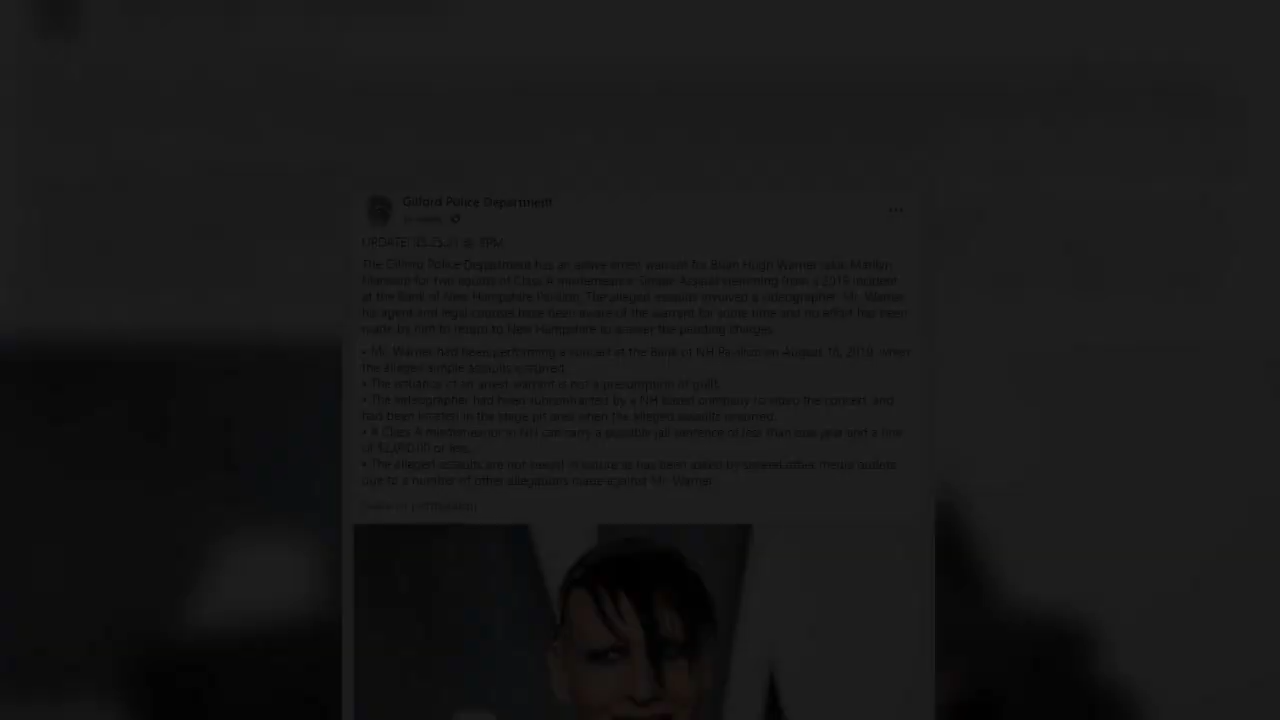 Gilford Police Department
UPDATE: 05.25.21 @ 7PM
The Gilford Police Department has an active arrest warrant for Brian Hugh Warner (aka: Marilyn
Manson) for two counts of Class A misdemeanor Simple Assault stemming from a 2019 incident
at the Bank of New Hampshire Pavilion. The alleged assaults involved a videographer. Mr. Warner,
his agent and legal counsel have been aware of the warrant for some time and no effort has been
made by him to return to New Hampshire to answer the pending charges.
• Mr. Warner had been performing a concert at the Bank of NH Pavilion on August 18, 2019, when
the alleged simple assaults occurred.
• The issuance of an arrest warrant is not a presumption of guilt.
• The videographer had been subcontracted by a NH based company to video the concert and
had been located in the stage pit area when the alleged assaults occurred.
• A Class A misdemeanor in NH can carry a possible jail sentence of less than one year and a fine
of $2,000.00 or less.
• The alleged assaults are not sexual in nature as has been asked by several media outlets
due to a number of other allegations made against Mr. Warner.